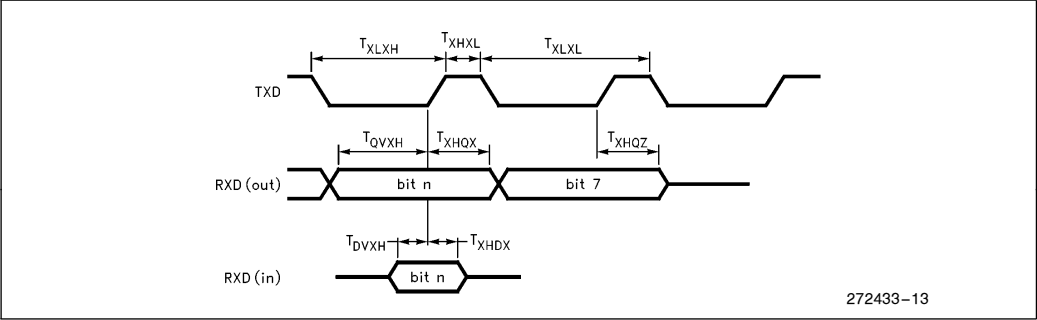 TXLXH TXHXL TXLXL
TXD
TQVXH TXHQX TXHQZ
RXD (out) bit n bit 7
TDVXH TXHDX
RXD (in) bit n
272433–13